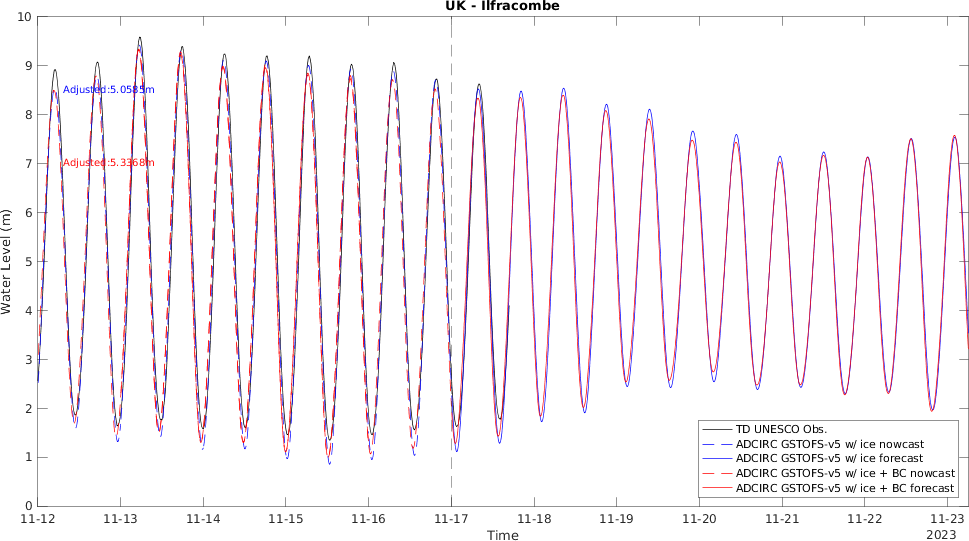 UK - Ilfracombe
10
9
8
7
6
5
4
3
2
1
0
Water Level (m)
Adjusted:5.0585m
Adjusted:5.3368m
TD UNESCO Obs.
ADCIRC GSTOFS-v5 w/ ice nowcast
ADCIRC GSTOFS-v5 w/ ice forecast
ADCIRC GSTOFS-v5 w/ ice + BC nowcast
ADCIRC GSTOFS-v5 w/ ice + BC forecast
11-12 11-13 11-14 11-15 11-16 11-17 11-18 11-19 11-20 11-21 11-22 11-23
Time
2023